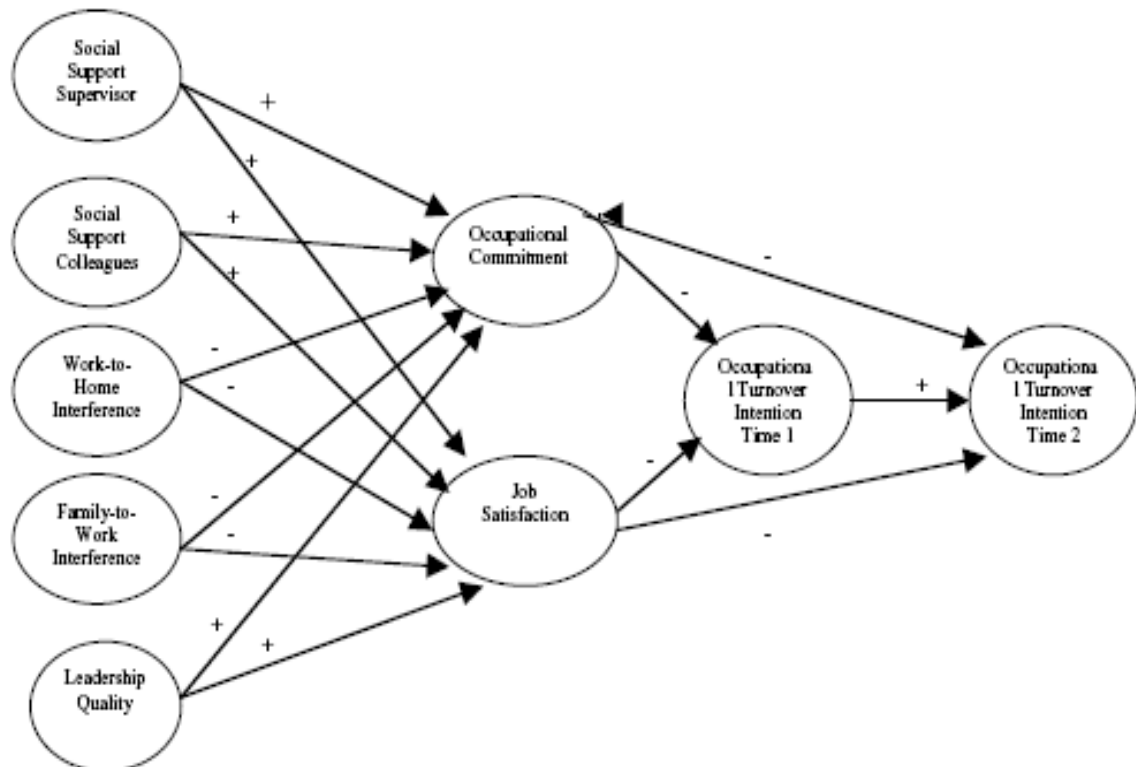 Social
Support
Supervisor
+
+
Social
Support
Colleagues
+
+
Occupational
Commitment
-
-
Work-to-
Home
Interference
-
-
Occupationa
l Turnover
Intention
Time 1
+
Occupationa
l Turnover
Intention
Time 2
Family-to-
Work
Interference
-
-
Job
Satisfaction
-
-
Leadership
Quality
+
+